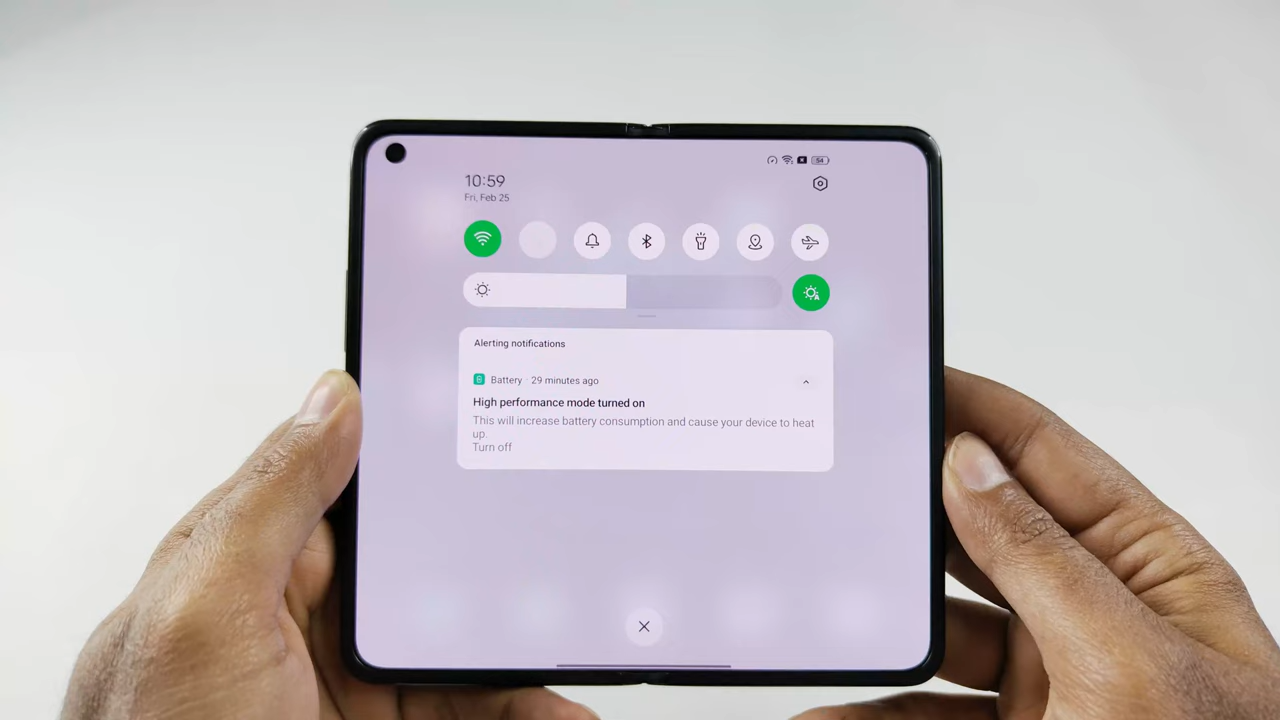 54
10:59
Fri, Feb 25
Alerting notifications
Battery · 29 minutes ago
High performance mode turned on
This will increase battery consumption and cause your device to heat
up.
Turn off